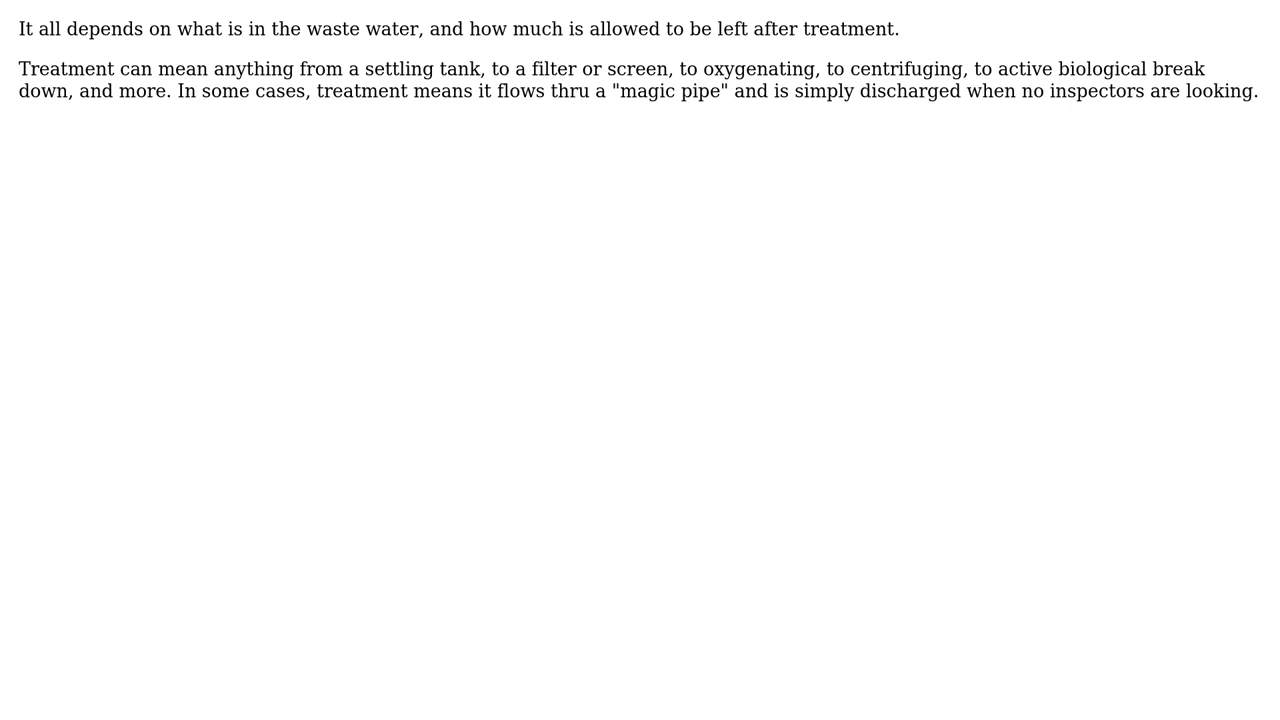 It all depends on what is in the waste water, and how much is allowed to be left after treatment.
Treatment can mean anything from a settling tank, to a filter or screen, to oxygenating, to centrifuging, to active biological break
down, and more. In some cases, treatment means it flows thru a "magic pipe" and is simply discharged when no inspectors are looking.